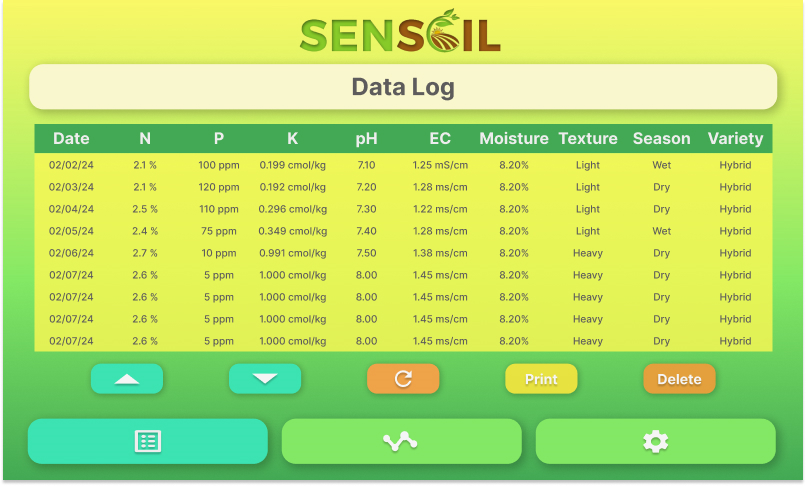 SENSOIL
Data Log
Date N P K pH EC Moisture Texture Season Variety
02/02/24 2.1 % 100 ppm 0.199 cmol/kg 7.10 1.25 mS/cm 8.20% Light Wet Hybrid
02/03/24 2.1 % 120 ppm 0.192 cmol/kg 7.20 1.28 ms/cm 8.20% Light Dry Hybrid
02/04/24 2.5 % 110 ppm 0.296 cmol/kg 7.30 1.22 ms/cm 8.20% Light Dry Hybrid
02/05/24 2.4 % 75 ppm 0.349 cmol/kg 7.40 1.28 ms/cm 8.20% Light Wet Hybrid
02/06/24 2.7 % 10 ppm 0.991 cmol/kg 7.50 1.38 ms/cm 8.20% Heavy Dry Hybrid
02/07/24 2.6 % 5 ppm 1.000 cmol/kg 8.00 1.45 ms/cm 8.20% Heavy Dry Hybrid
02/07/24 2.6 % 5 ppm 1.000 cmol/kg 8.00 1.45 ms/cm 8.20% Heavy Dry Hybrid
02/07/24 2.6 % 5 ppm 1.000 cmol/kg 8.00 1.45 ms/cm 8.20% Heavy Dry Hybrid
02/07/24 2.6 % 5 ppm 1.000 cmol/kg 8.00 1.45 ms/cm 8.20% Heavy Dry Hybrid
Print Delete